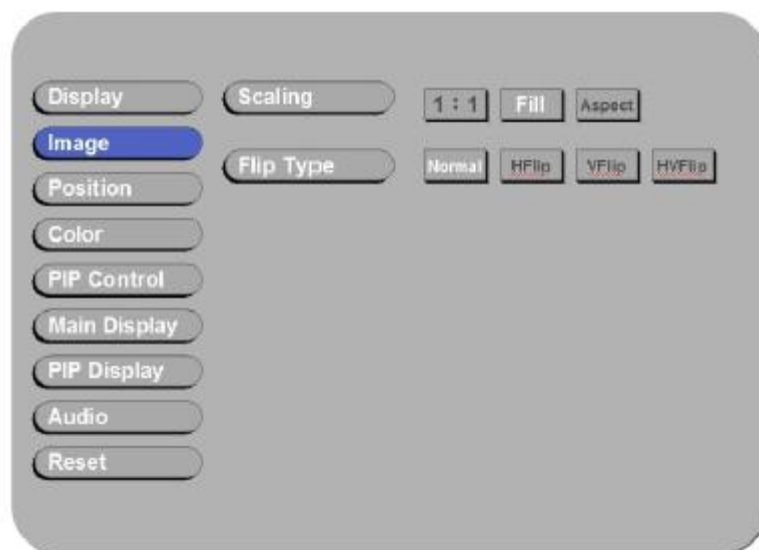 Display
Image
Position
Color
PIP Control
Main Display
PIP Display
Audio
Reset
Scaling
1 : 1 Fill Aspect
Flip Type
Normal HFlip VFlip HVFlip